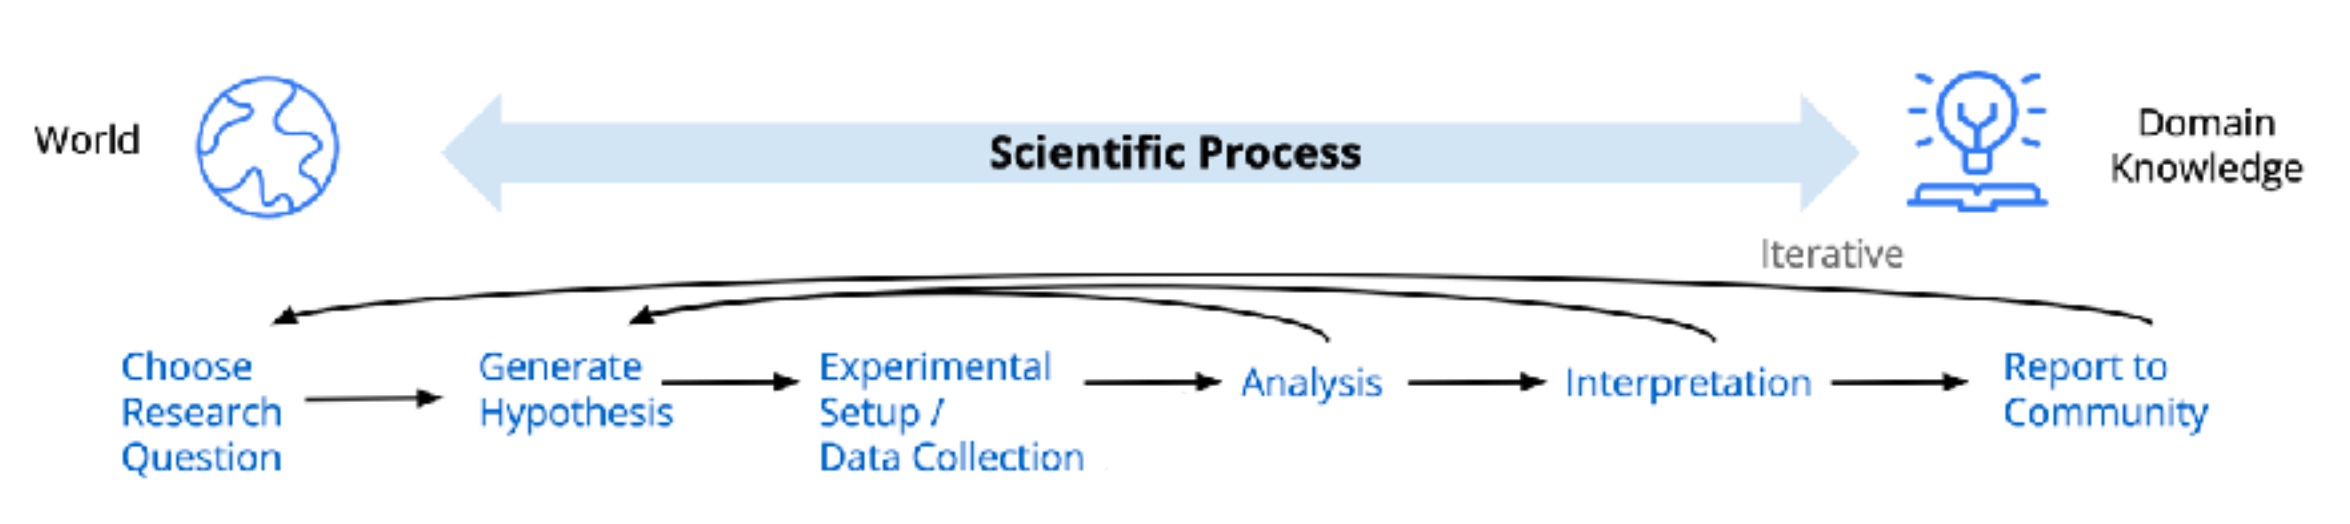 World
Scientific Process
Domain
Knowledge
Iterative
Choose
Research
Question
Generate
Hypothesis
Experimental
Setup /
Data Collection
Analysis
Interpretation
Report to
Community